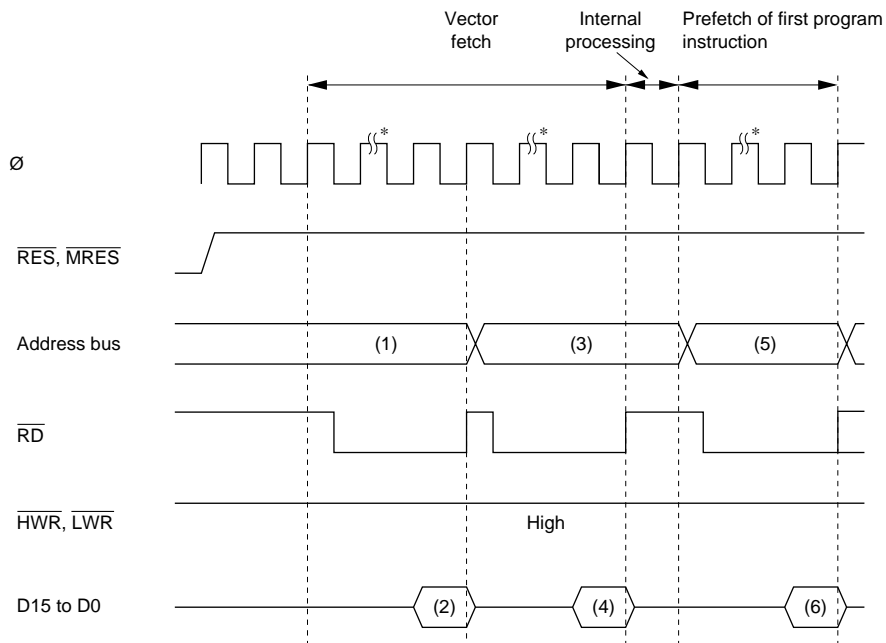 Vector
fetch
Internal
processing
Prefetch of first program
instruction
Ø
*
*
*
RES, MRES
Address bus
(1)
(3)
(5)
RD
HWR, LWR
High
D15 to D0
(2)
(4)
(6)